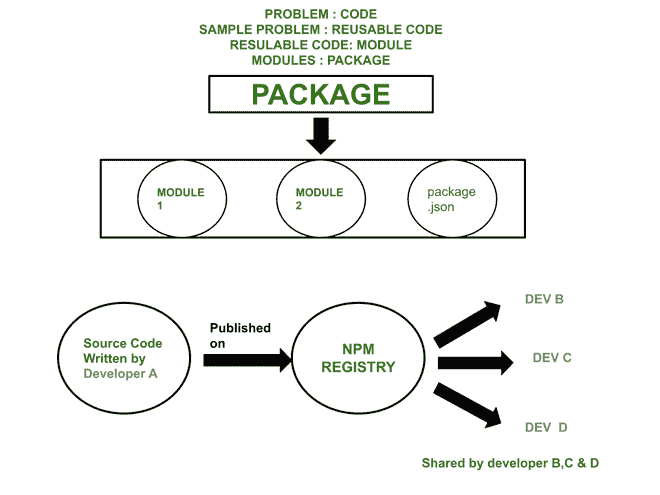 PROBLEM : CODE
SAMPLE PROBLEM : REUSABLE CODE
RESULABLE CODE: MODULE
MODULES : PACKAGE
PACKAGE
MODULE
1
MODULE
2
package
.json
Source Code
Written by
Developer A
Published
on
NPM
REGISTRY
DEV B
DEV C
DEV D
Shared by developer B,C & D